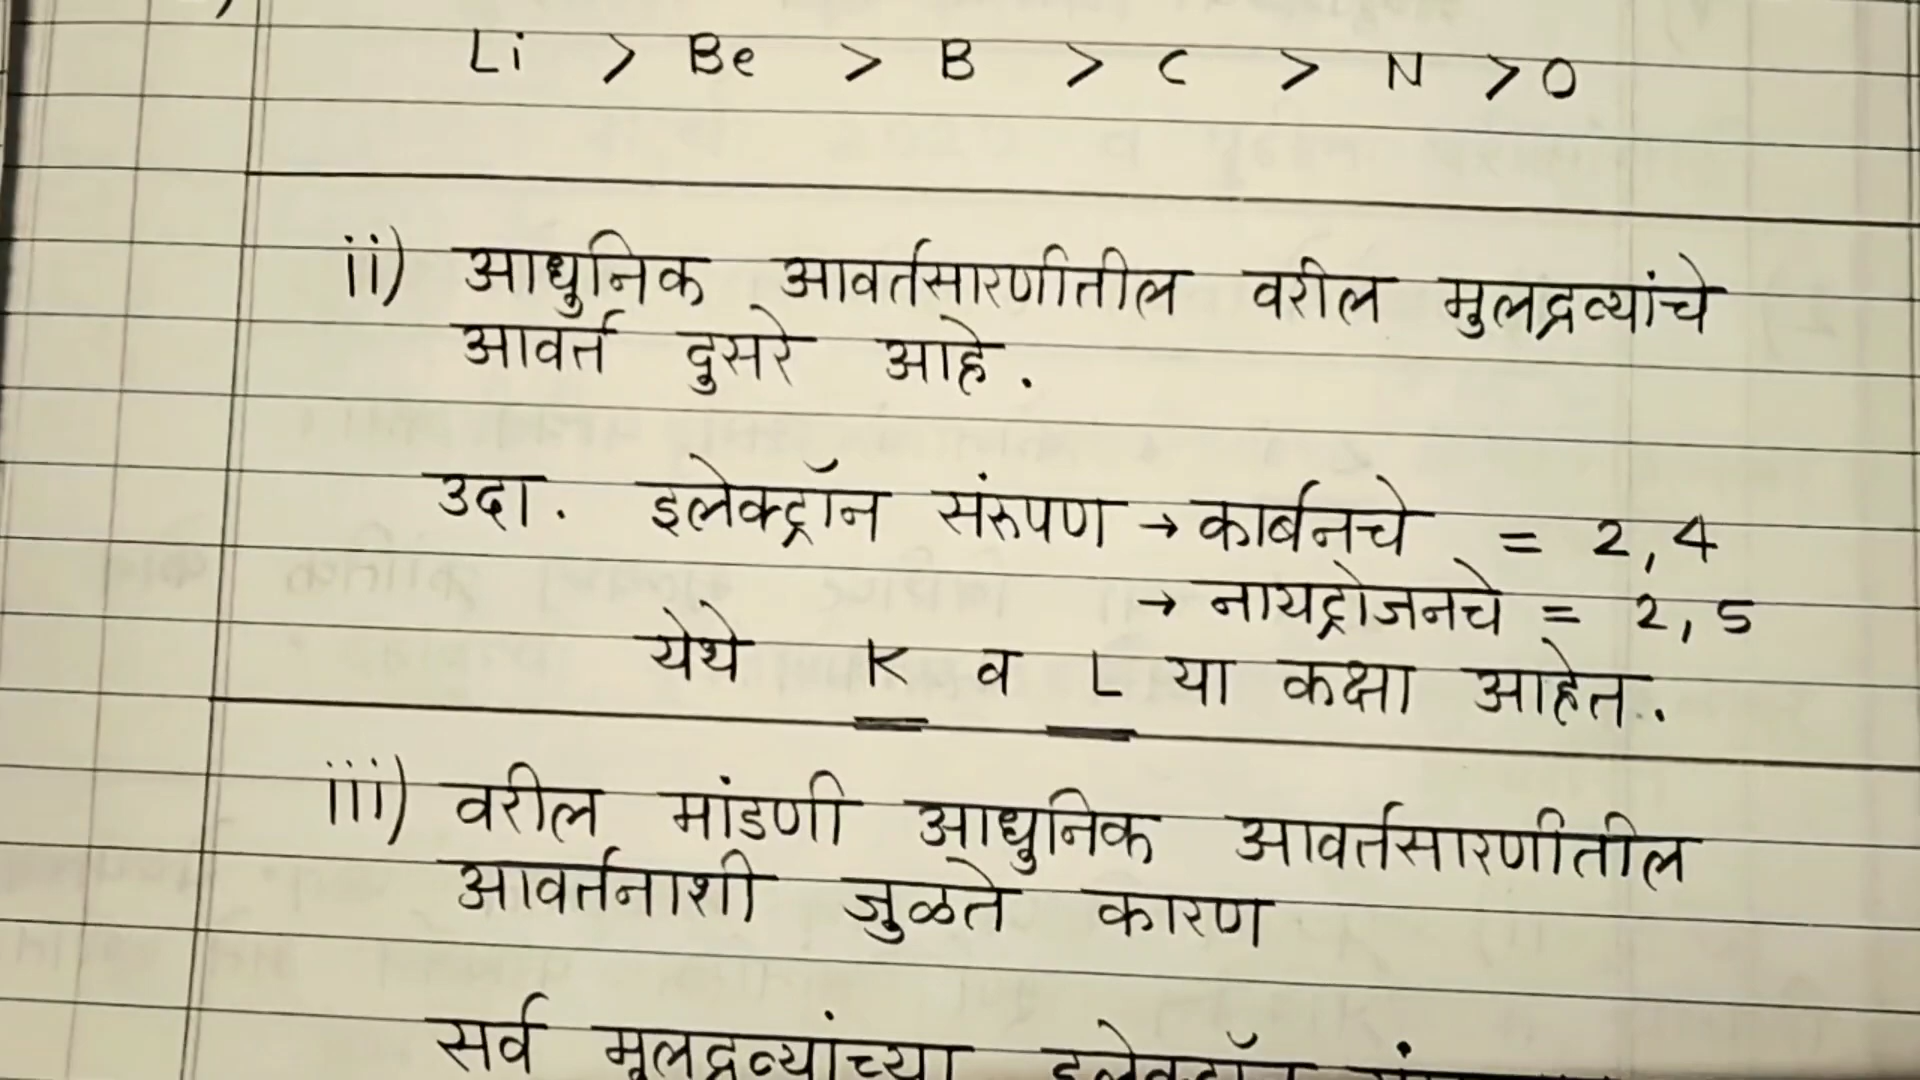 Li > Be > B > C > N > O
ii) आधुनिक आवर्तसारणीतील वरील मुलद्रव्यांचे
आवर्त दुसरे आहे.
उदा. इलेक्ट्रॉन संरुपण → कार्बनचे = 2,4
→ नायट्रोजनचे = 2,5
येथे K व L या कक्षा आहेत.
iii) वरील मांडणी आधुनिक आवर्तसारणीतील
आवर्तनाशी जुळते कारण
सर्व मूलद्रव्यांच्या इलेक्ट्रॉन